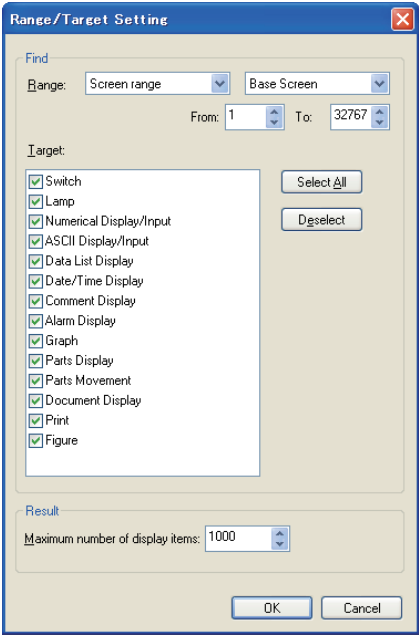 Range/Target Setting
Find
Range: Screen range Base Screen
From: 1 To: 32767
Target:
Switch
Lamp
Numerical Display/Input
ASCII Display/Input
Data List Display
Date/Time Display
Comment Display
Alarm Display
Graph
Parts Display
Parts Movement
Document Display
Print
Figure
Select All
Deselect
Result
Maximum number of display items: 1000
OK Cancel